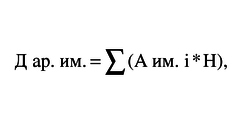 Д ар. им. = ∑ (А им. i * Н),